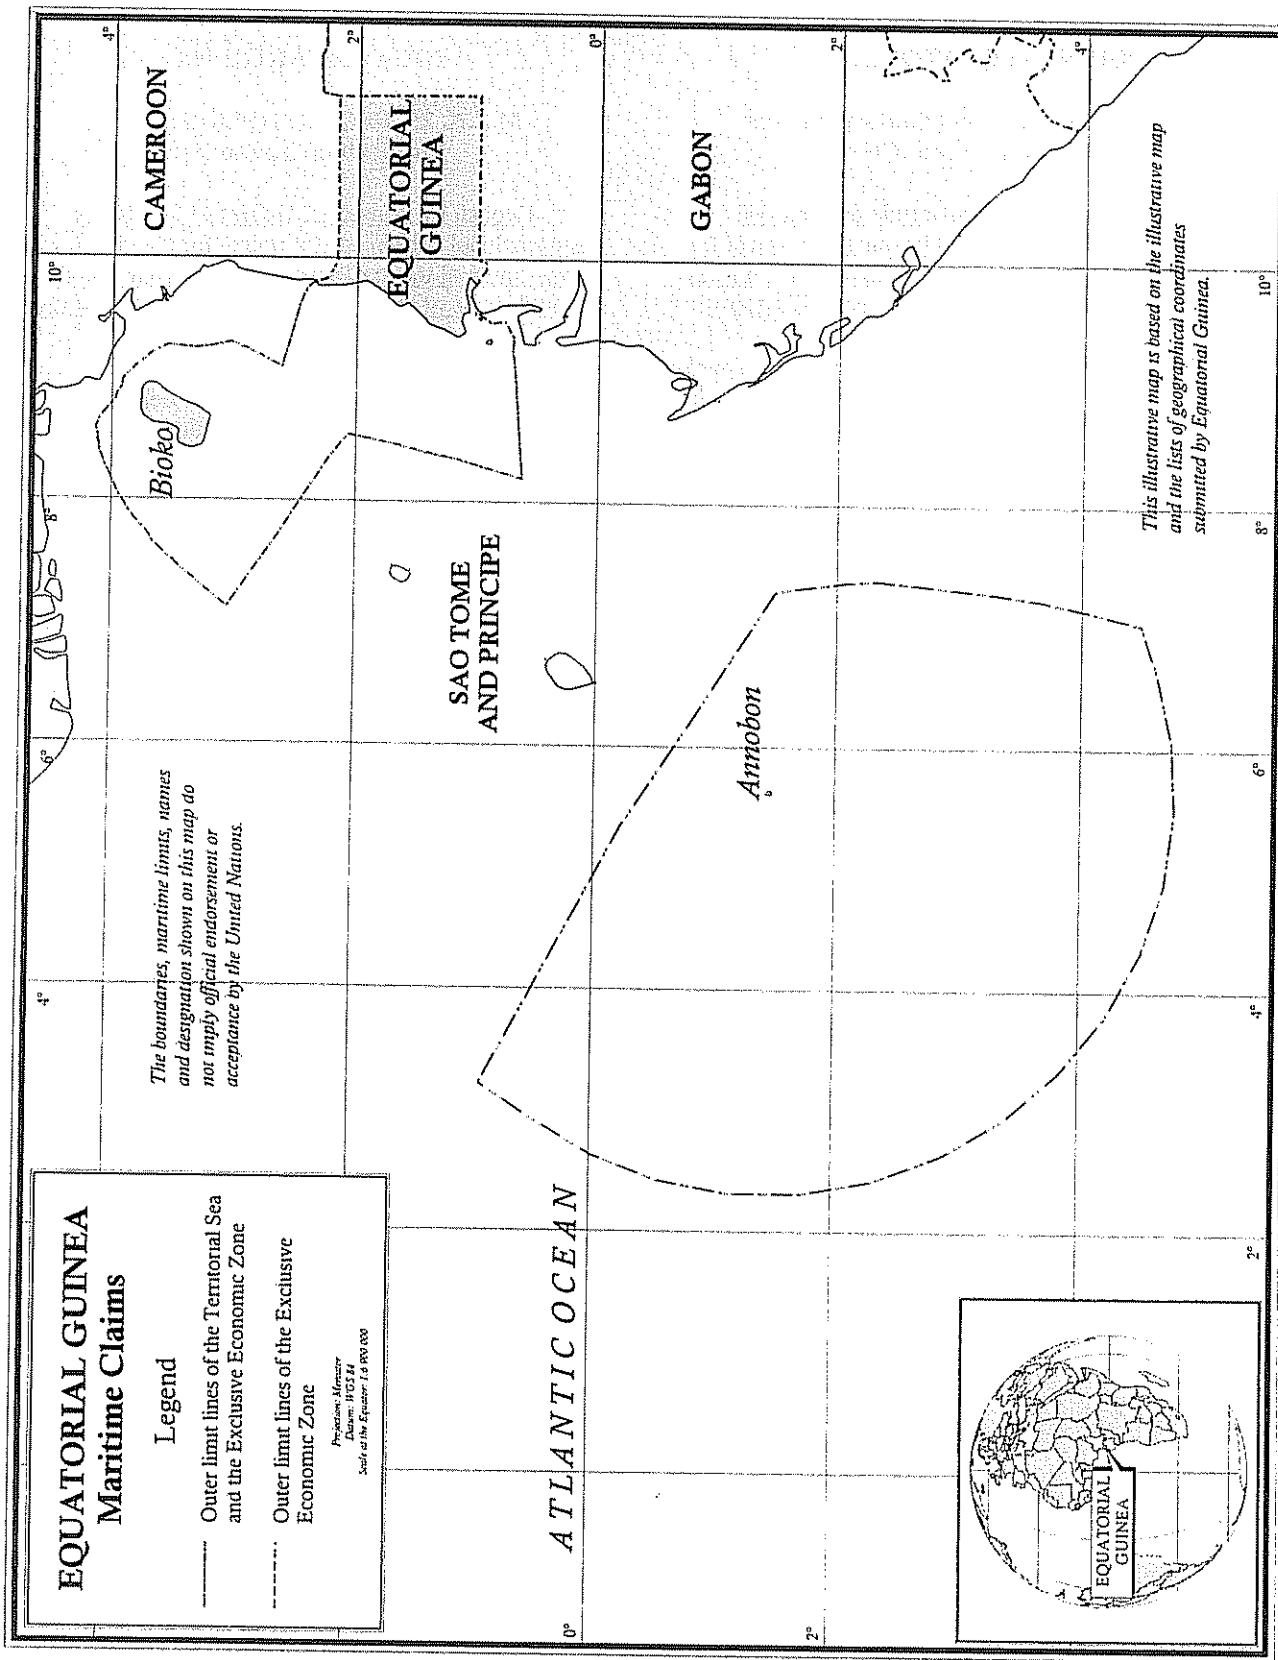 EQUATORIAL GUINEA
Maritime Claims
Legend
Outer limit lines of the Territorial Sea
and the Exclusive Economic Zone
Outer limit lines of the Exclusive
Economic Zone
Projection: Mercator
Datum: WGS 84
Scale at the Equator:
The boundaries, maritime limits, names
and designation shown on this map do
not imply official endorsement or
acceptance by the United Nations.
4°
6°
8°
10°
4°
2°
0°
2°
4°
CAMEROON
Bioko
EQUATORIAL
GUINEA
SAO TOME
AND PRINCIPE
GABON
ATLANTIC OCEAN
0°
2°
Annobon
This illustrative map is based on the illustrative map
and the lists of geographical coordinates
submitted by Equatorial Guinea.
EQUATORIAL
GUINEA
2°
4°
6°
8°
10°